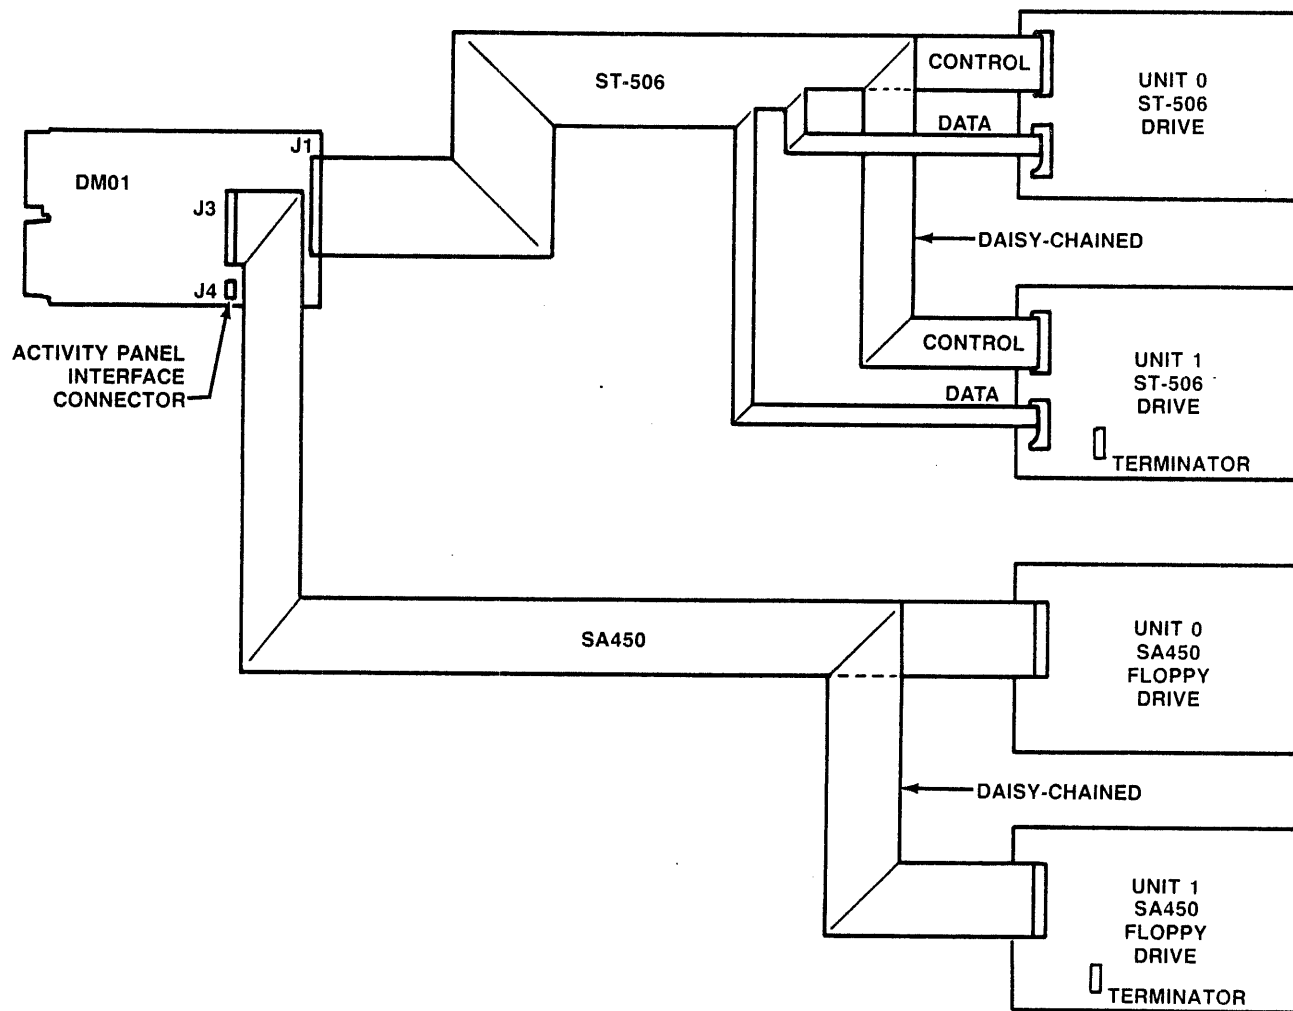 CONTROL
UNIT 0
ST-506
DRIVE
ST-506
DATA
J1
DM01
J3
DAISY-CHAINED
J4
CONTROL
ACTIVITY PANEL
INTERFACE
CONNECTOR
UNIT 1
ST-506
DRIVE
DATA
TERMINATOR
SA450
UNIT 0
SA450
FLOPPY
DRIVE
DAISY-CHAINED
UNIT 1
SA450
FLOPPY
DRIVE
TERMINATOR